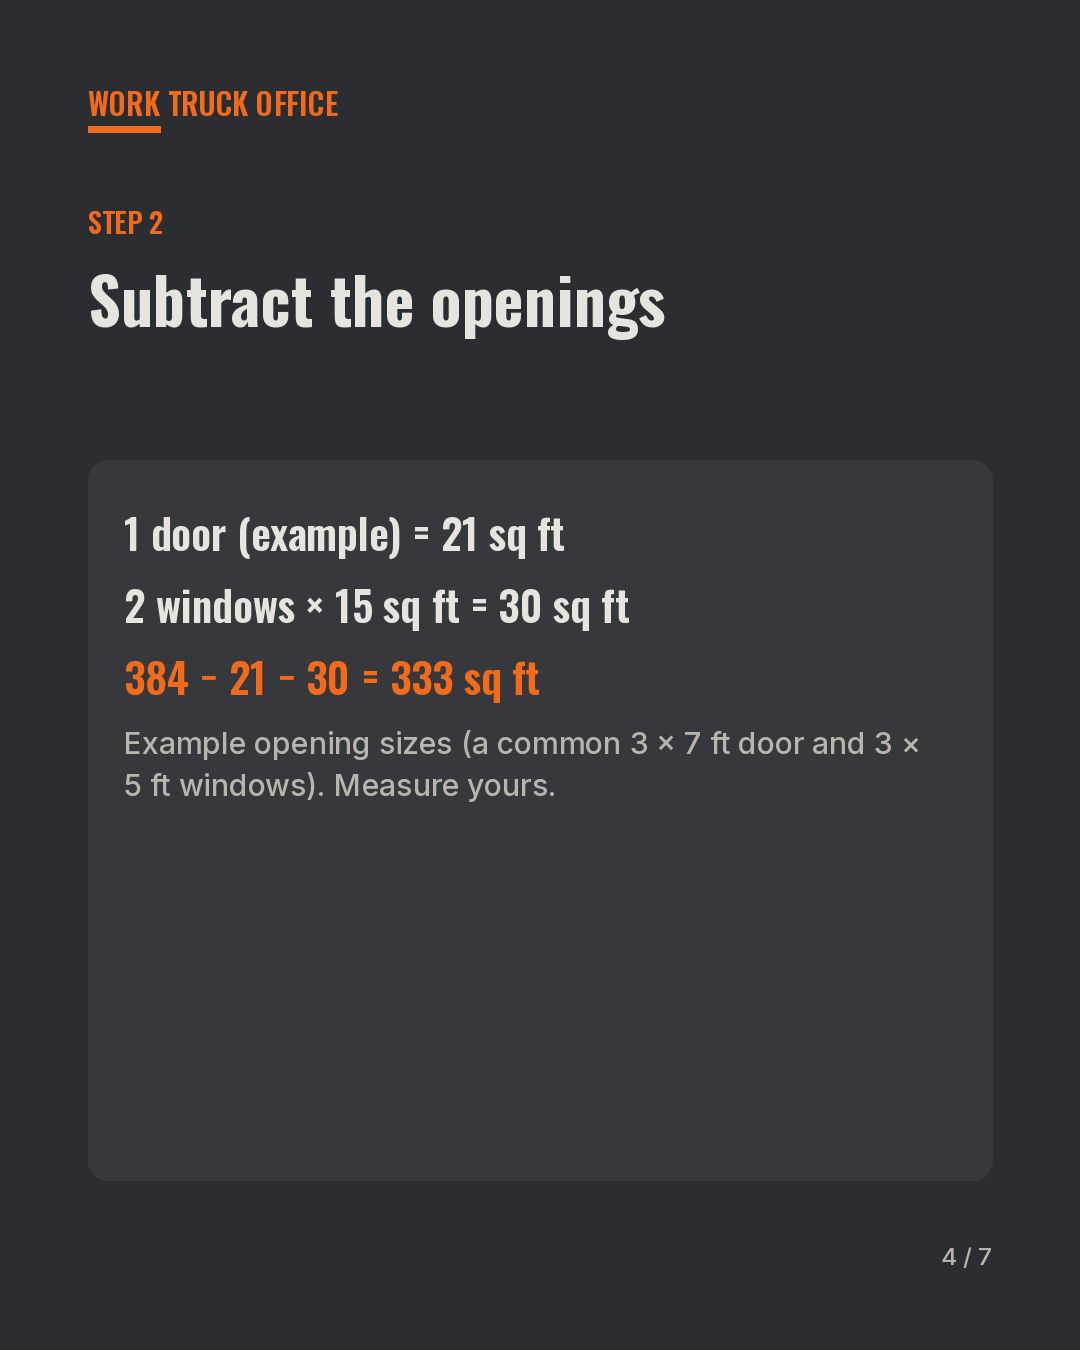 WORK TRUCK OFFICE
STEP 2
Subtract the openings
1 door (example) = 21 sq ft
2 windows × 15 sq ft = 30 sq ft
384 − 21 − 30 = 333 sq ft
Example opening sizes (a common 3 × 7 ft door and 3 ×
5 ft windows). Measure yours.
4 / 7